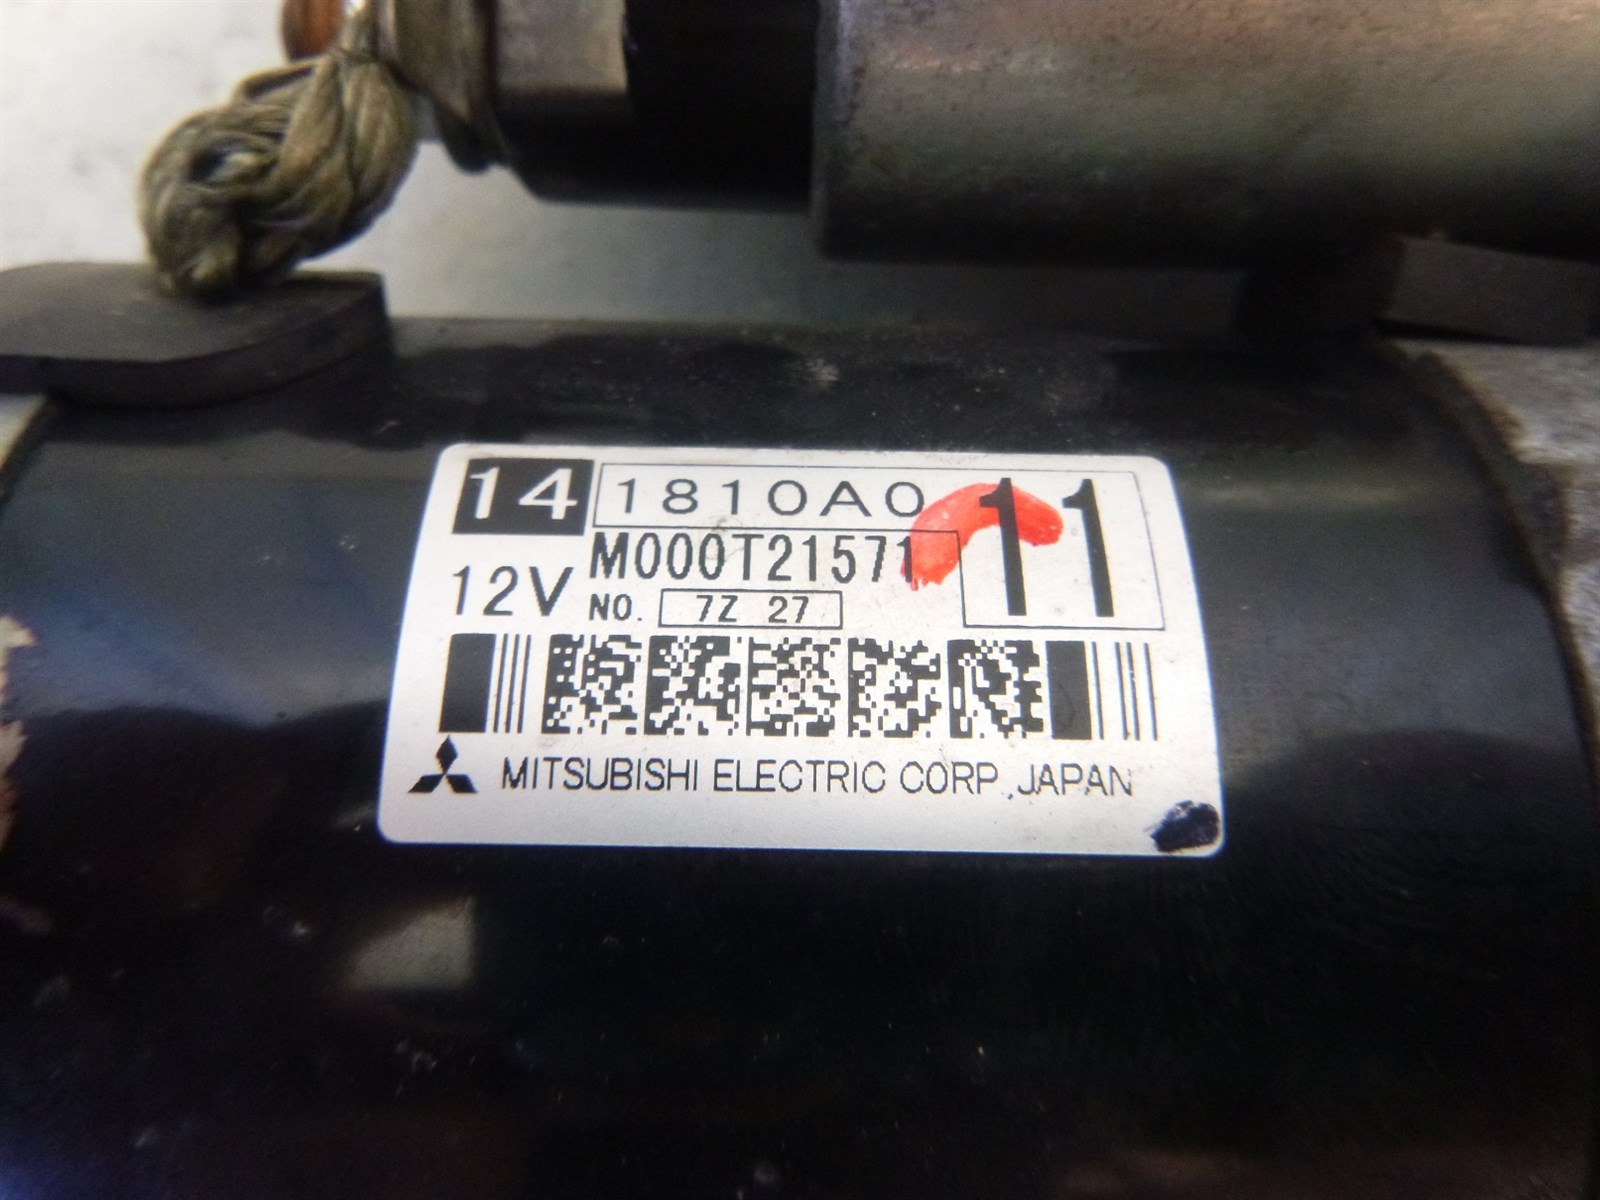 14 1810A0 11
M000T21571
12V
NO. 7Z 27
MITSUBISHI ELECTRIC CORP. JAPAN